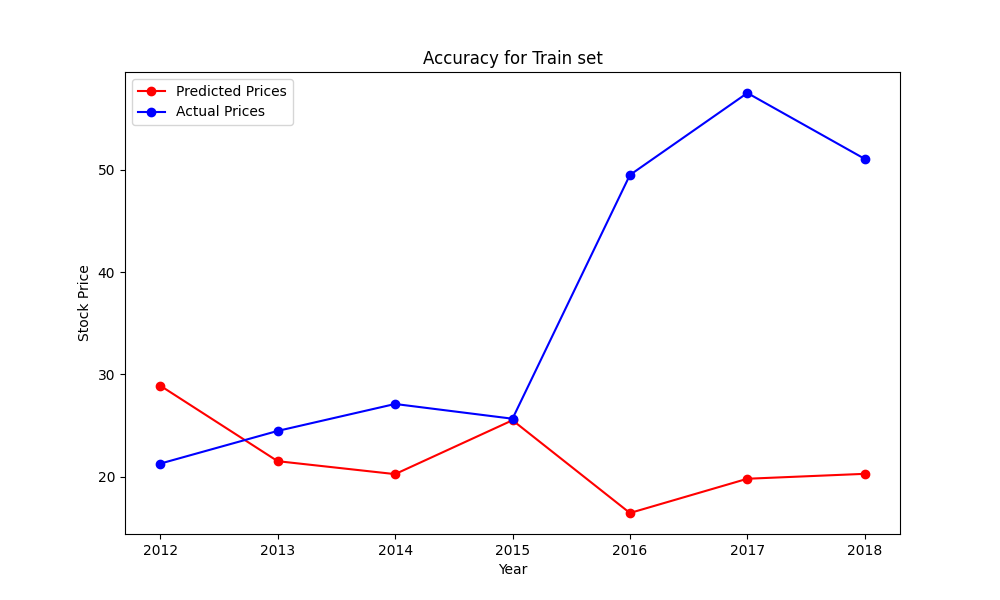 Accuracy for Train set
Predicted Prices
Actual Prices
Stock Price
50
40
30
20
2012 2013 2014 2015 2016 2017 2018
Year